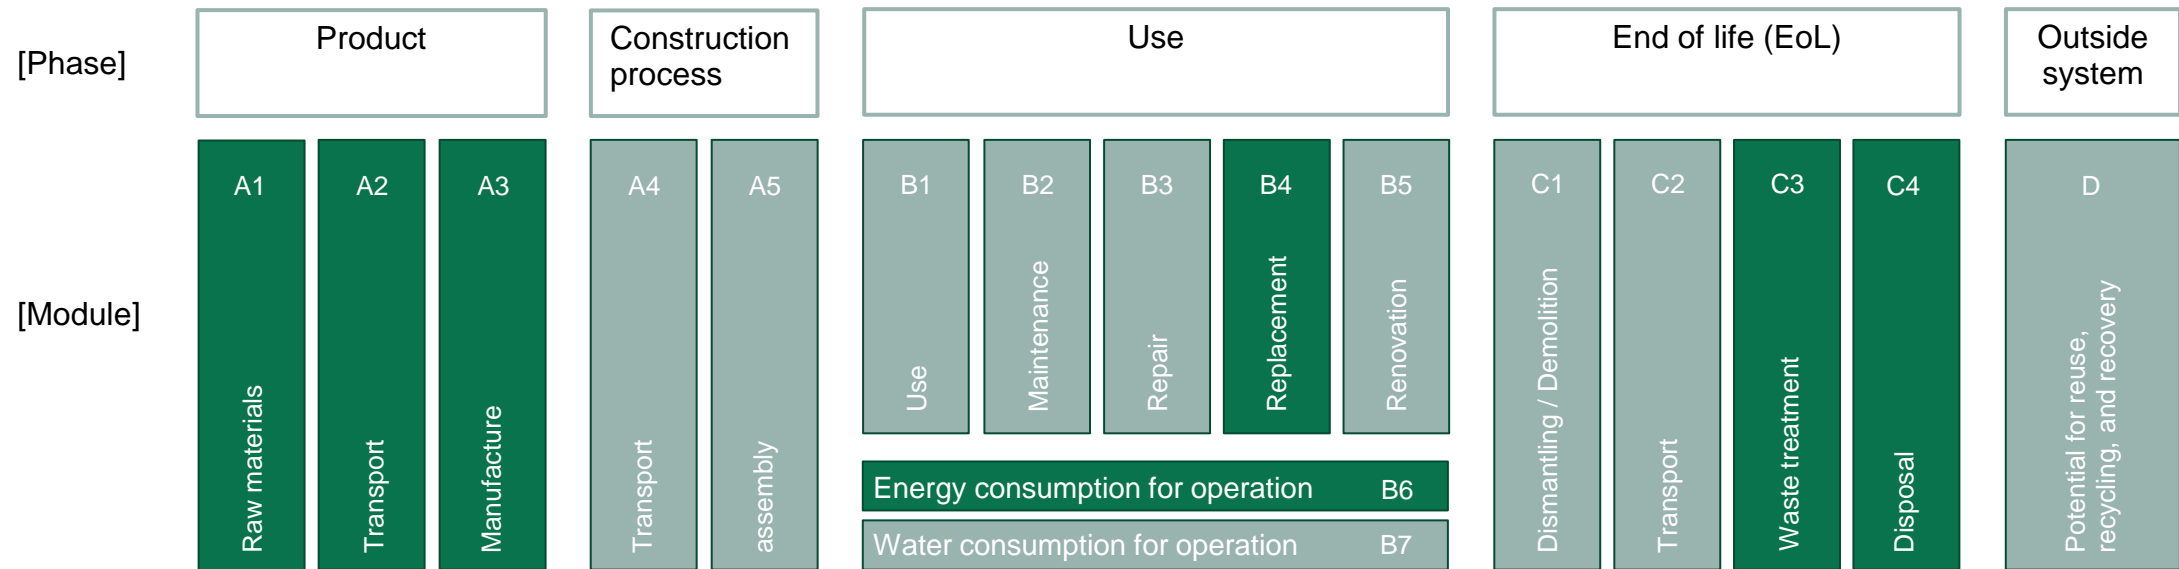 [Phase]
Product
Construction
process
Use
End of life (EoL)
Outside
system
[Module]
A1
Raw materials
A2
Transport
A3
Manufacture
A4
Transport
A5
assembly
B1
Use
B2
Maintenance
B3
Repair
B4
Replacement
B5
Renovation
Energy consumption for operation B6
Water consumption for operation B7
C1
Dismantling / Demolition
C2
Transport
C3
Waste treatment
C4
Disposal
D
Potential for reuse,
recycling, and recovery